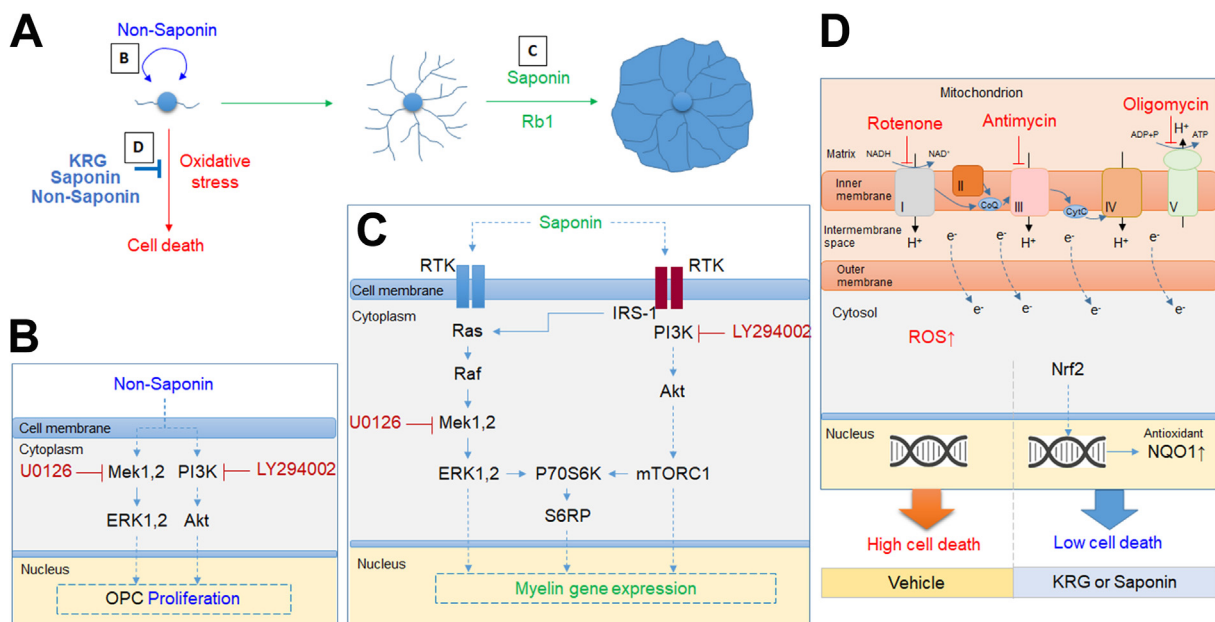 A
Non-Saponin
B
C
Saponin
Rb1
D
KRG
Saponin
Non-Saponin
Oxidative
stress
Cell death
B
Non-Saponin
Cell membrane
Cytoplasm
U0126
Mek1,2
PI3K
LY294002
ERK1,2
Akt
Nucleus
OPC Proliferation
C
Saponin
RTK
RTK
Cell membrane
Cytoplasm
IRS-1
Ras
PI3K
LY294002
Raf
Akt
U0126
Mek1,2
ERK1,2
P70S6K
mTORC1
S6RP
Nucleus
Myelin gene expression
D
Mitochondrion
Oligomycin
Rotenone
Antimycin
ADP+P
H+
ATP
Matrix
NADH
NAD+
Inner
membrane
I
II
CoQ
III
CytC
IV
V
Intermembrane
space
H+
e-
e-
H+
e-
H+
e-
Outer
membrane
e-
e-
e-
e-
Cytosol
ROS↑
Nrf2
Nucleus
Antioxidant
NQO1↑
High cell death
Low cell death
Vehicle
KRG or Saponin